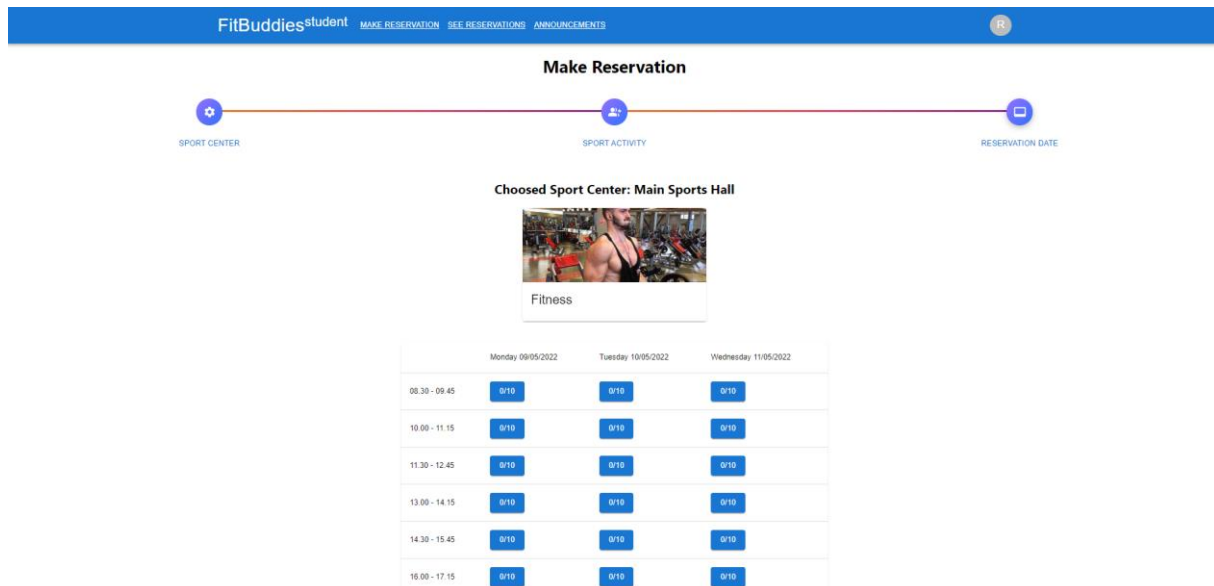 FitBuddiesstudent MAKE RESERVATION SEE RESERVATIONS ANNOUNCEMENTS R
Make Reservation
SPORT CENTER SPORT ACTIVITY RESERVATION DATE
Choosed Sport Center: Main Sports Hall
Fitness
Monday 09/05/2022 Tuesday 10/05/2022 Wednesday 11/05/2022
08.30 - 09.45 0/10 0/10 0/10
10.00 - 11.15 0/10 0/10 0/10
11.30 - 12.45 0/10 0/10 0/10
13.00 - 14.15 0/10 0/10 0/10
14.30 - 15.45 0/10 0/10 0/10
16.00 - 17.15 0/10 0/10 0/10